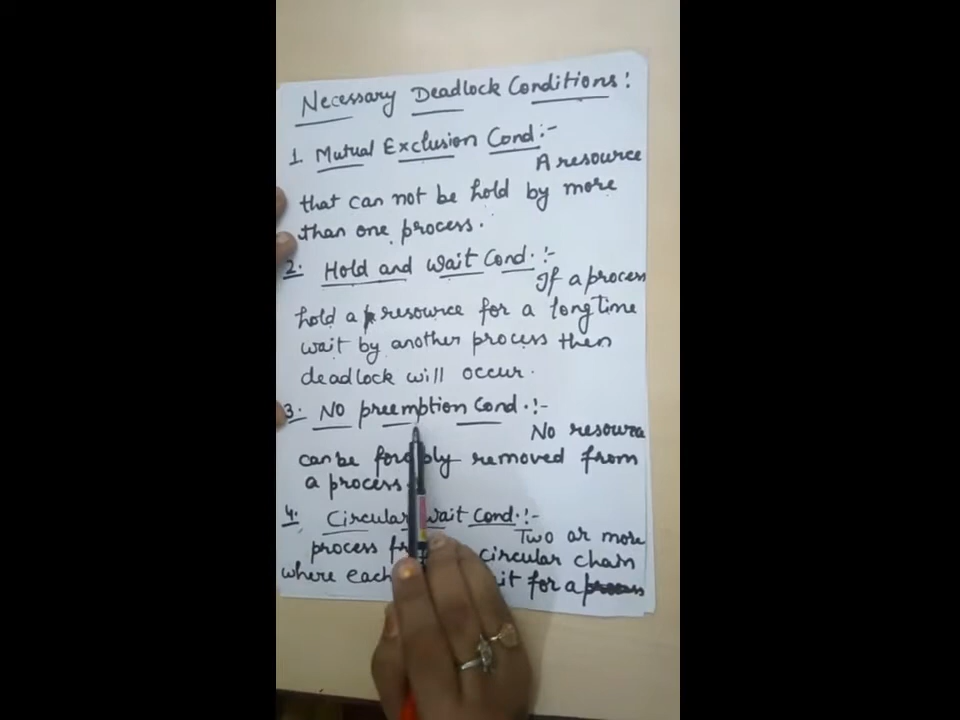 Necessary Deadlock Conditions :
1. Mutual Exclusion Cond :-
A resource
that can not be hold by more
than one process.
2. Hold and wait Cond. :-
If a process
hold a resource for a long time
wait by another process then
deadlock will occur.
3. No preemption Cond. :-
No resource
can be removed from
a process.
4. Circular wait Cond. :-
Two or more
process circular chain
where each for a